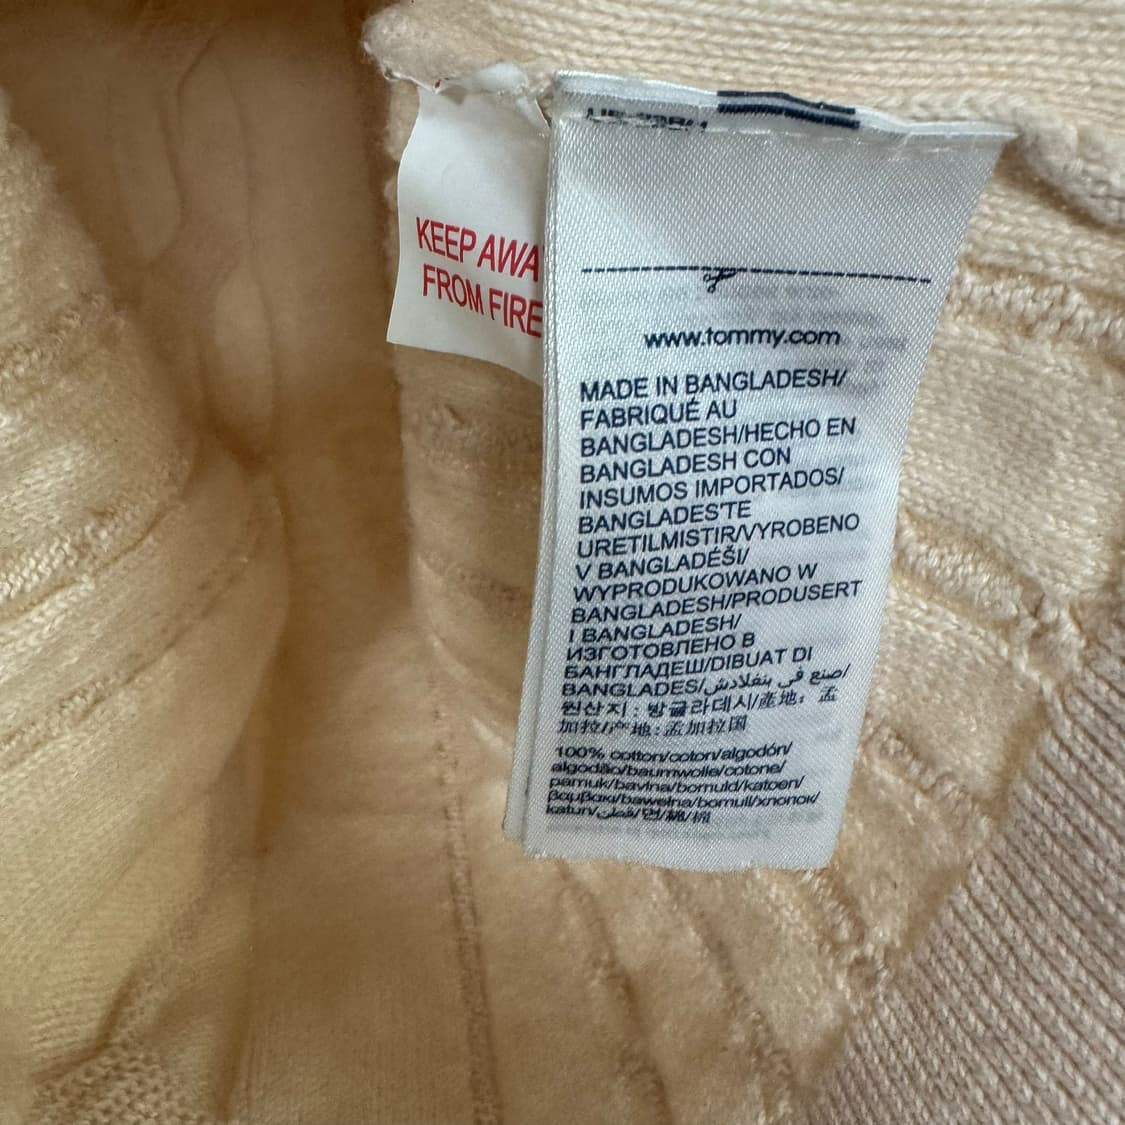 KEEP AWA
FROM FIRE
www.tommy.com
MADE IN BANGLADESH/
FABRIQUÉ AU
BANGLADESH/HECHO EN
BANGLADESH CON
INSUMOS IMPORTADOS/
BANGLADEŞ'TE
URETILMISTIR/VYROBENO
V BANGLADÉŠI/
WYPRODUKOWANO W
BANGLADESH/PRODUSERT
I BANGLADESH/
ИЗГОТОВЛЕНО В
БАНГЛАДЕШ/DIBUAT DI
BANGLADES/صنع في بنغلادش/
원산지 : 방글라데시/產地：孟
加拉/产地:孟加拉国
100% cotton/coton/algodón/
algodão/baumwolle/cotone/
pamuk/bavlna/bomuld/katoen/
βαμβακι/bawełna/bomull/хлопок/
katun/قطن/면/棉/棉